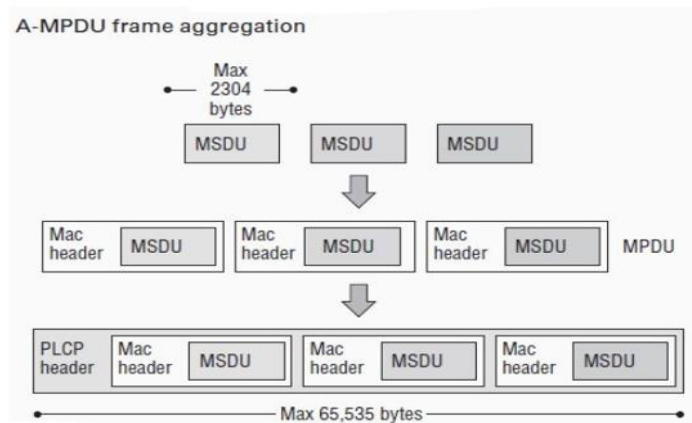 A-MPDU frame aggregation
Max
2304
bytes
MSDU MSDU MSDU
Mac header MSDU Mac header MSDU Mac header MSDU MPDU
PLCP header Mac header MSDU Mac header MSDU Mac header MSDU
Max 65,535 bytes